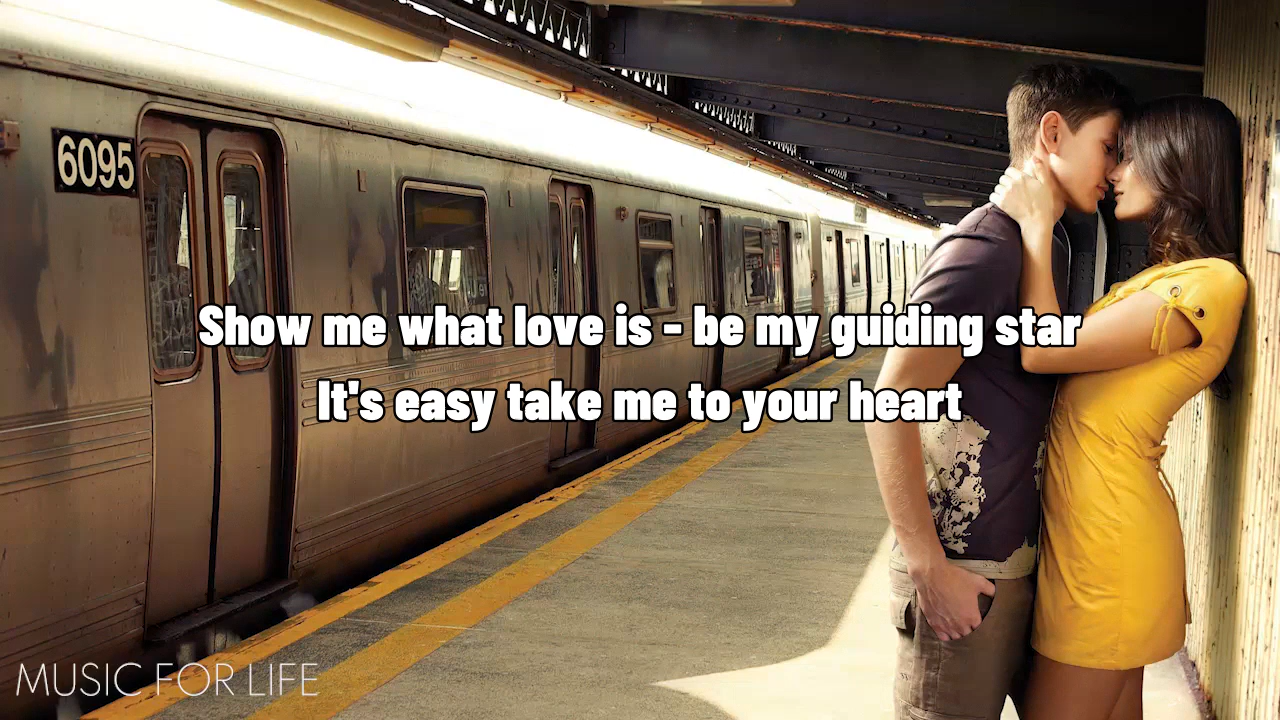 6095
Show me what love is - be my guiding star
It's easy take me to your heart
MUSIC FOR LIFE